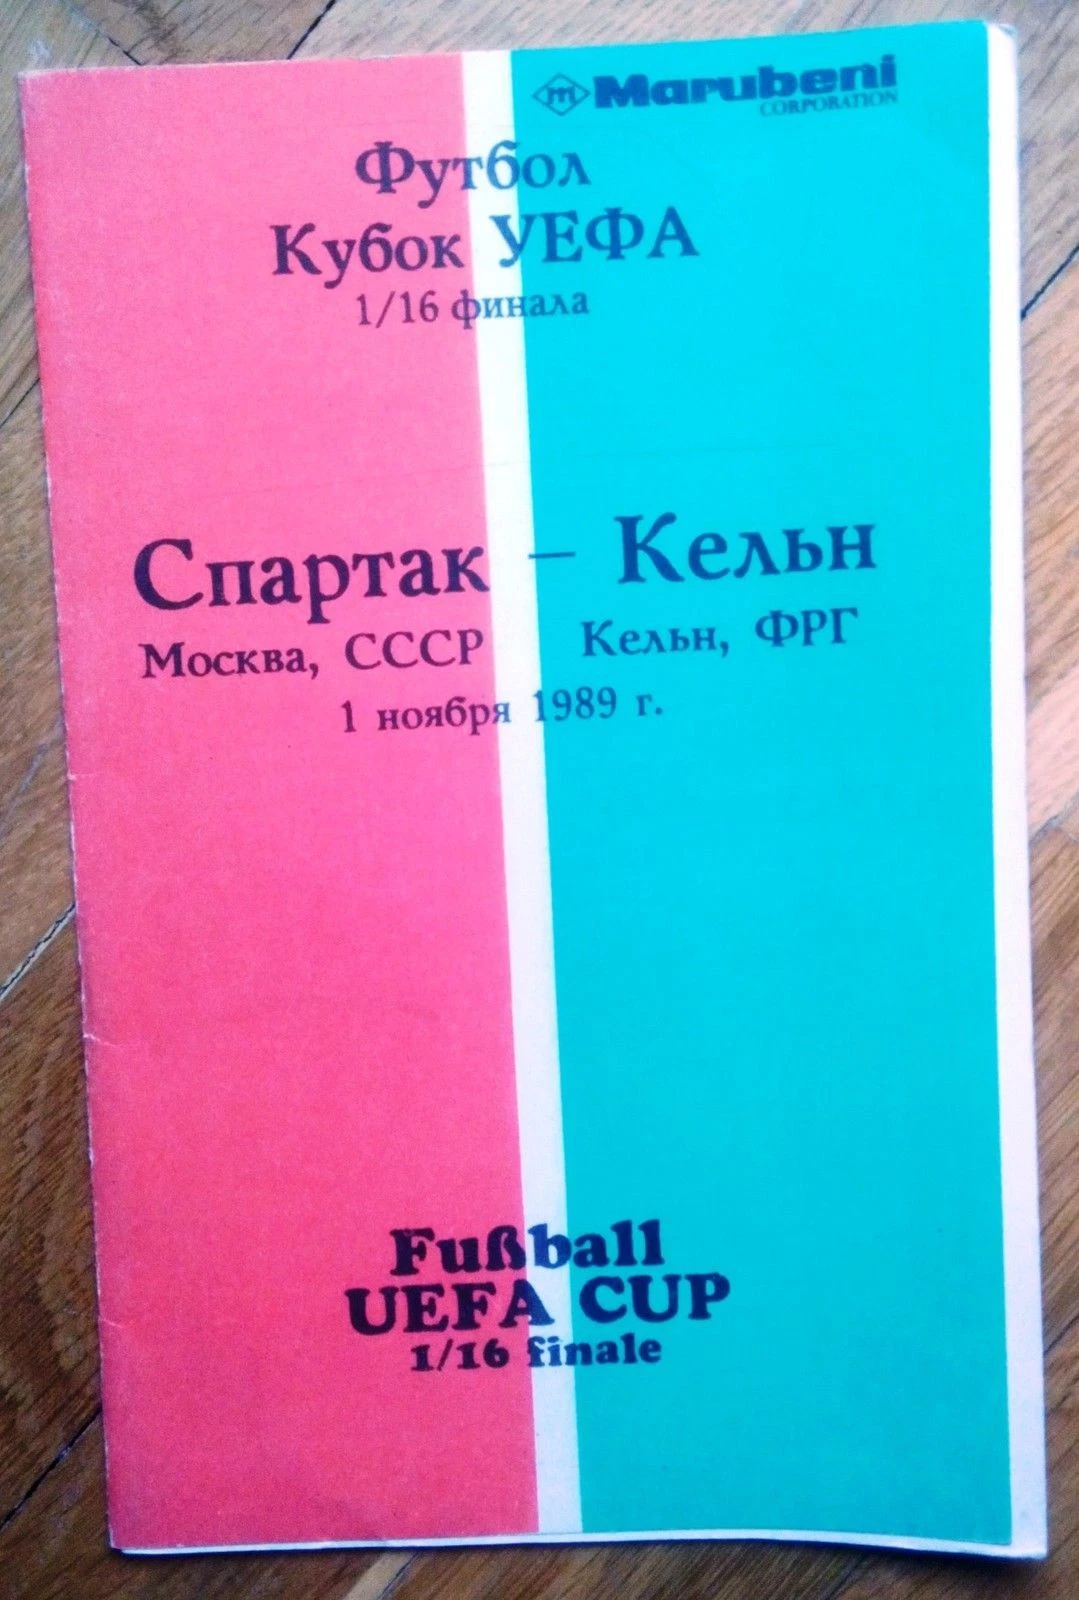 Marubeni
CORPORATION
Футбол
Кубок УЕФА
1/16 финала
Спартак – Кельн
Москва, СССР Кельн, ФРГ
1 ноября 1989 г.
Fußball
UEFA CUP
1/16 finale